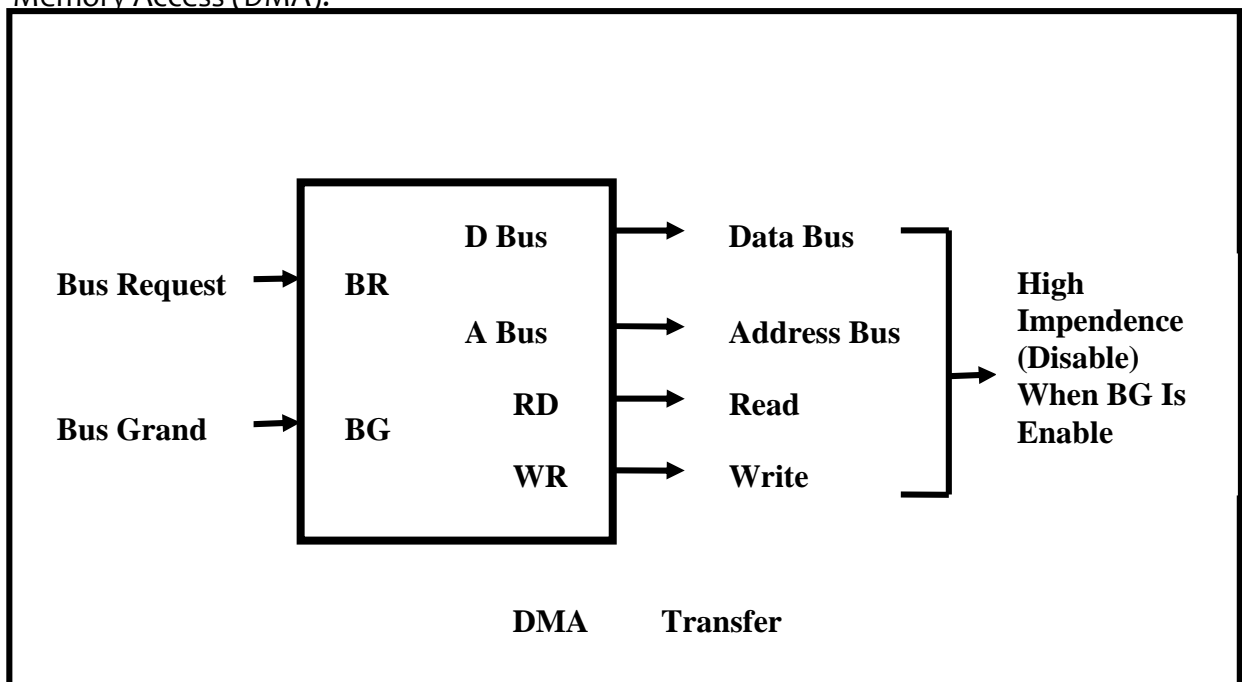 Memory Access (DMA).
D Bus
Data Bus
Bus Request
BR
High
Impendence
(Disable)
When BG Is
Enable
A Bus
Address Bus
RD
Read
Bus Grand
BG
WR
Write
DMA Transfer